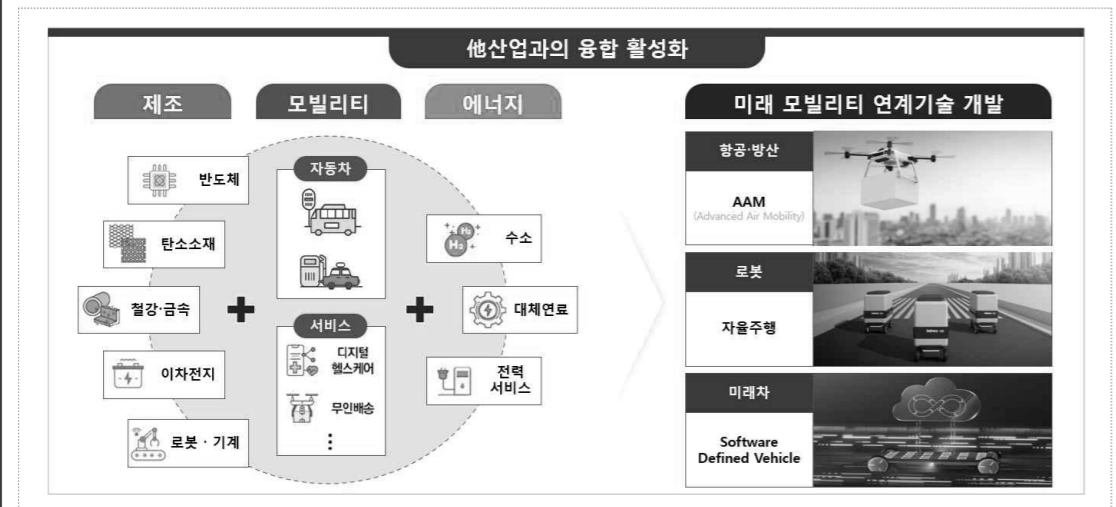 他산업과의 융합 활성화
제조
모빌리티
에너지
반도체
탄소소재
철강·금속
이차전지
로봇 · 기계
자동차
서비스
디지털
헬스케어
무인배송
⋮
H₂
H₂
수소
대체연료
전력
서비스
미래 모빌리티 연계기술 개발
항공·방산
AAM
(Advanced Air Mobility)
로봇
자율주행
미래차
Software
Defined Vehicle